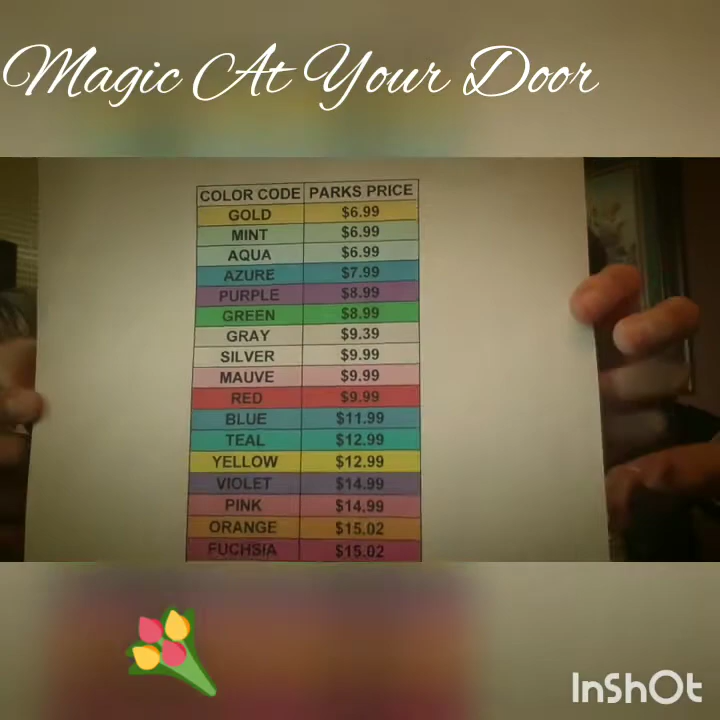 Magic At Your Door
COLOR CODE PARKS PRICE
GOLD $6.99
MINT $6.99
AQUA $6.99
AZURE $7.99
PURPLE $8.99
GREEN $8.99
GRAY $9.39
SILVER $9.99
MAUVE $9.99
RED $9.99
BLUE $11.99
TEAL $12.99
YELLOW $12.99
VIOLET $14.99
PINK $14.99
ORANGE $15.02
FUCHSIA $15.02
InShOt